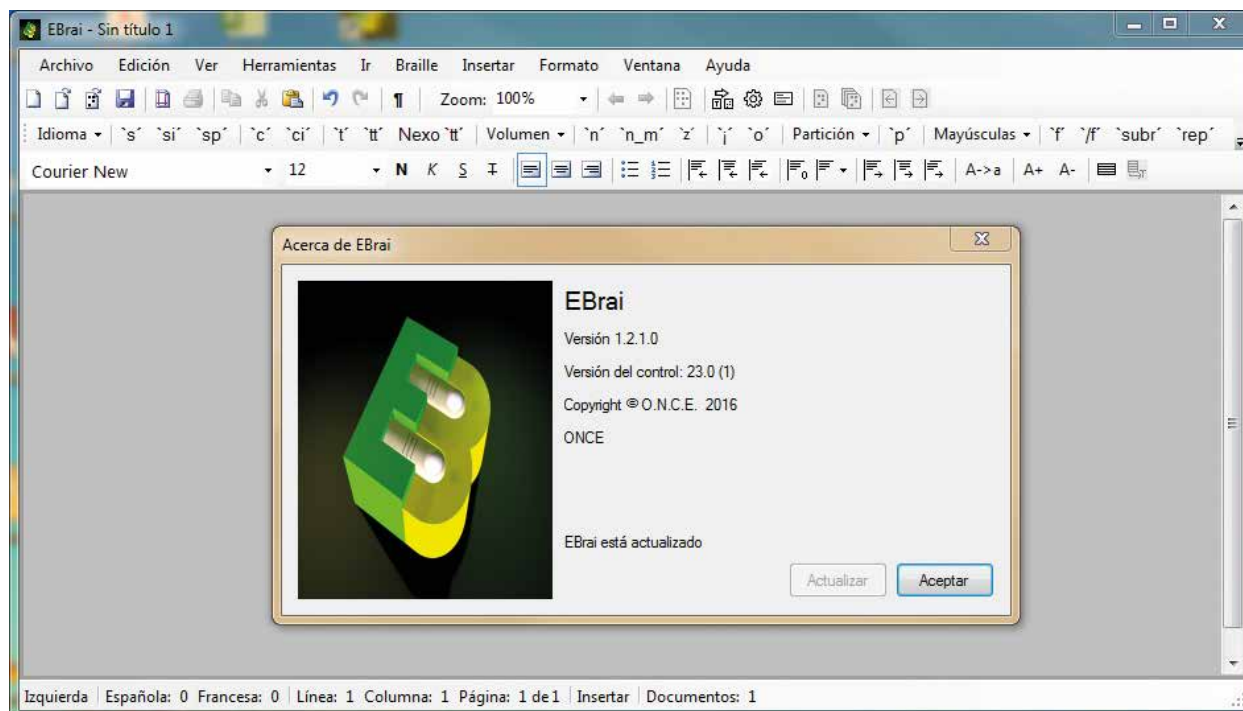 EBrai - Sin título 1
Archivo Edición Ver Herramientas Ir Braille Insertar Formato Ventana Ayuda
Zoom: 100%
Idioma `s´ `si´ `sp´ `c´ `ci´ `t´ `tt´ Nexo `tt´ Volumen `n´ `n_m´ `z´ `j´ `o´ Partición `p´ Mayúsculas `f´ `/f´ `subr´ `rep´
Courier New 12 N K S T A->a A+ A-
Acerca de EBrai
EBrai
Versión 1.2.1.0
Versión del control: 23.0 (1)
Copyright © O.N.C.E. 2016
ONCE
EBrai está actualizado
Actualizar Aceptar
Izquierda Española: 0 Francesa: 0 Línea: 1 Columna: 1 Página: 1 de 1 Insertar Documentos: 1